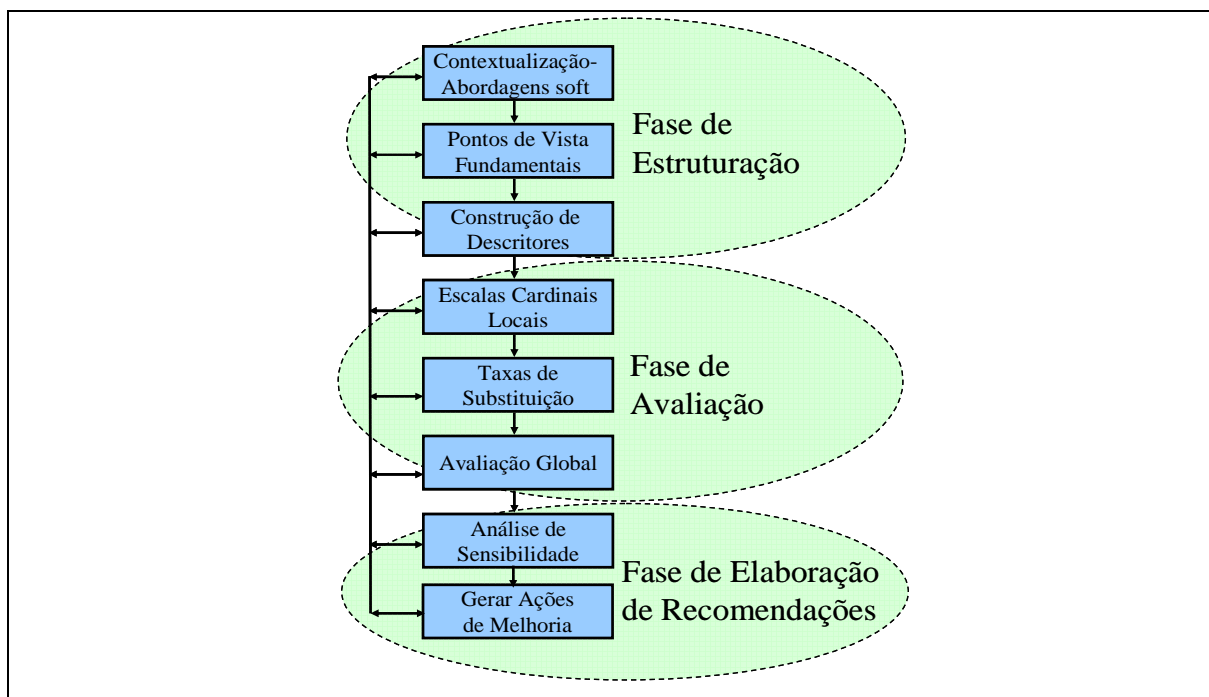 Contextualização-
Abordagens soft
Pontos de Vista
Fundamentais
Construção de
Descritores
Fase de
Estruturação
Escalas Cardinais
Locais
Taxas de
Substituição
Avaliação Global
Fase de
Avaliação
Análise de
Sensibilidade
Gerar Ações
de Melhoria
Fase de Elaboração
de Recomendações